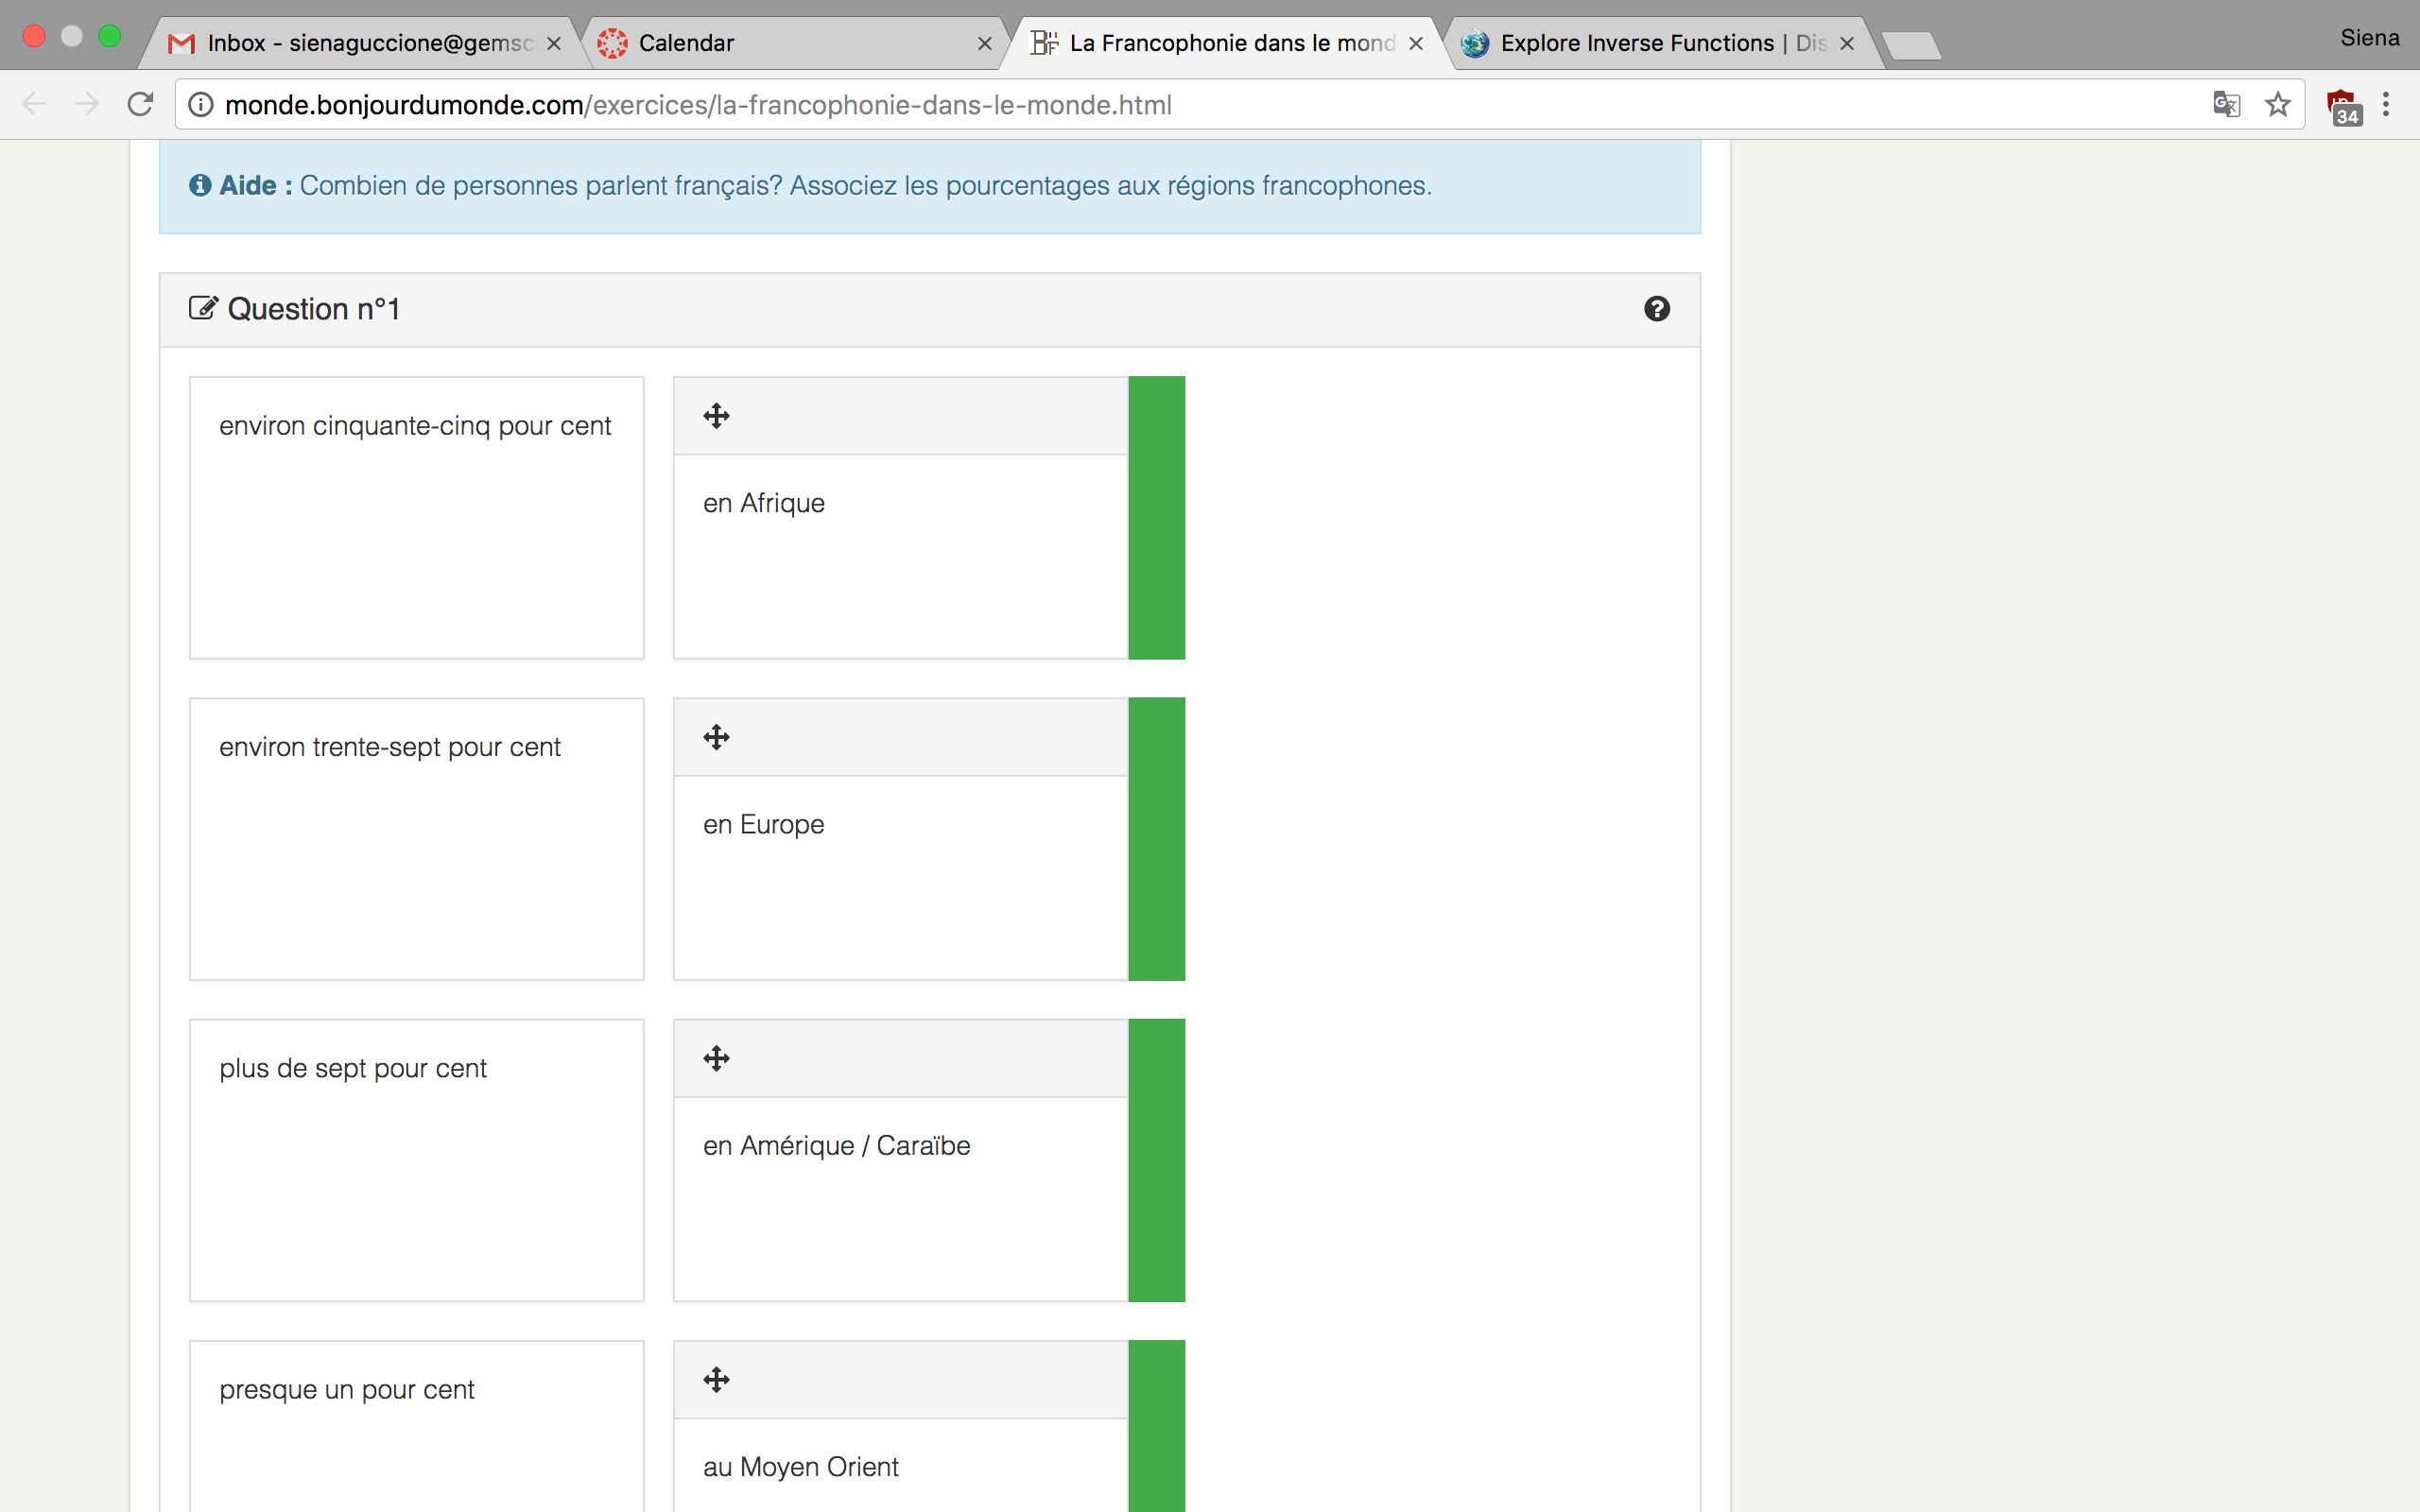 Inbox - sienaguccione@gemsc
Calendar
La Francophonie dans le mond
Explore Inverse Functions | Dis
Siena
monde.bonjourdumonde.com/exercices/la-francophonie-dans-le-monde.html
34
Aide : Combien de personnes parlent français? Associez les pourcentages aux régions francophones.
Question n°1
environ cinquante-cinq pour cent
en Afrique
environ trente-sept pour cent
en Europe
plus de sept pour cent
en Amérique / Caraïbe
presque un pour cent
au Moyen Orient